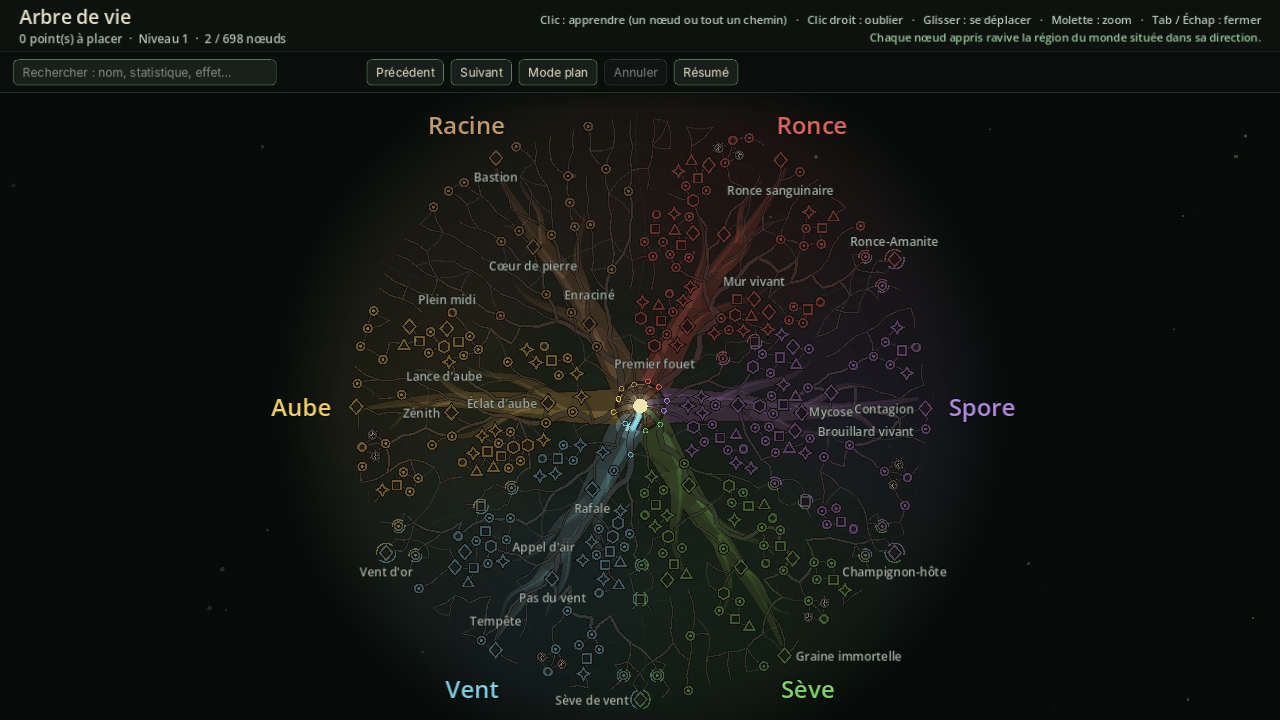 Arbre de vie
0 point(s) à placer · Niveau 1 · 2 / 698 nœuds
Clic : apprendre (un nœud ou tout un chemin) · Clic droit : oublier · Glisser : se déplacer · Molette : zoom · Tab / Échap : fermer
Chaque nœud appris ravive la région du monde située dans sa direction.
Rechercher : nom, statistique, effet...
Précédent
Suivant
Mode plan
Annuler
Résumé
Racine
Ronce
Bastion
Ronce sanguinaire
Ronce-Amanite
Cœur de pierre
Mur vivant
Enraciné
Plein midi
Premier fouet
Lance d'aube
Éclat d'aube
Aube
Zénith
Mycose
Contagion
Spore
Brouillard vivant
Rafale
Appel d'air
Vent d'or
Champignon-hôte
Pas du vent
Tempête
Graine immortelle
Vent
Sève
Sève de vent